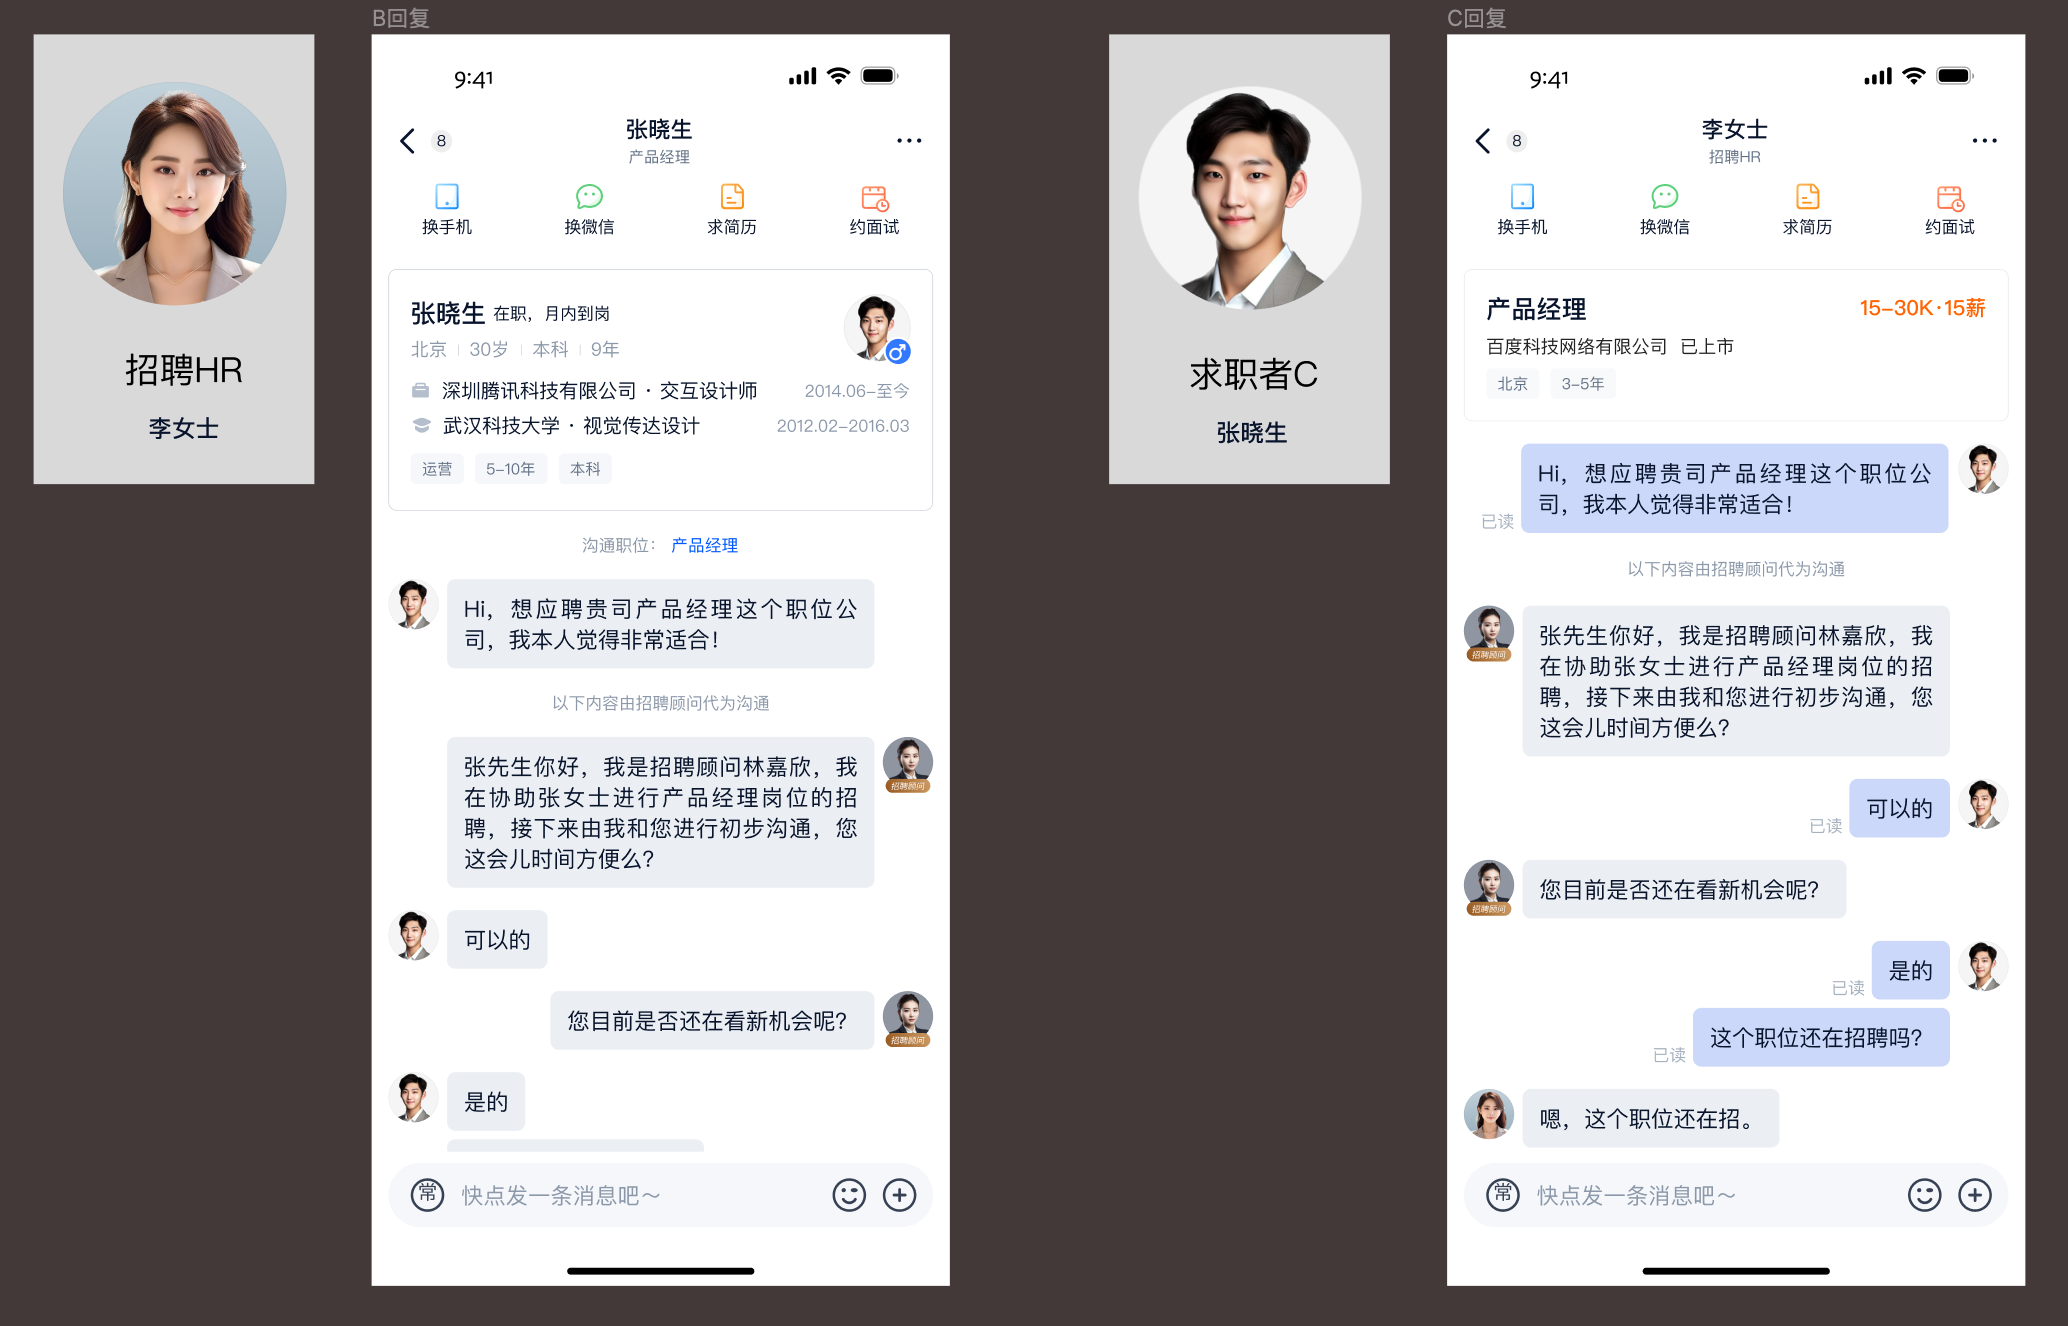 招聘HR
李女士
B回复
9:41
8
张晓生
产品经理
换手机
换微信
求简历
约面试
张晓生 在职，月内到岗
北京 30岁 本科 9年
深圳腾讯科技有限公司 · 交互设计师 2014.06-至今
武汉科技大学 · 视觉传达设计 2012.02-2016.03
运营 5-10年 本科
沟通职位： 产品经理
Hi，想应聘贵司产品经理这个职位公
司，我本人觉得非常适合！
以下内容由招聘顾问代为沟通
张先生你好，我是招聘顾问林嘉欣，我
在协助张女士进行产品经理岗位的招
聘，接下来由我和您进行初步沟通，您
这会儿时间方便么？
招聘顾问
可以的
您目前是否还在看新机会呢？
招聘顾问
是的
常 快点发一条消息吧～
求职者C
张晓生
C回复
9:41
8
李女士
招聘HR
换手机
换微信
求简历
约面试
产品经理 15-30K·15薪
百度科技网络有限公司 已上市
北京 3-5年
Hi，想应聘贵司产品经理这个职位公
司，我本人觉得非常适合！
已读
以下内容由招聘顾问代为沟通
招聘顾问
张先生你好，我是招聘顾问林嘉欣，我
在协助张女士进行产品经理岗位的招
聘，接下来由我和您进行初步沟通，您
这会儿时间方便么？
已读 可以的
招聘顾问
您目前是否还在看新机会呢？
已读 是的
已读 这个职位还在招聘吗？
嗯，这个职位还在招。
常 快点发一条消息吧～